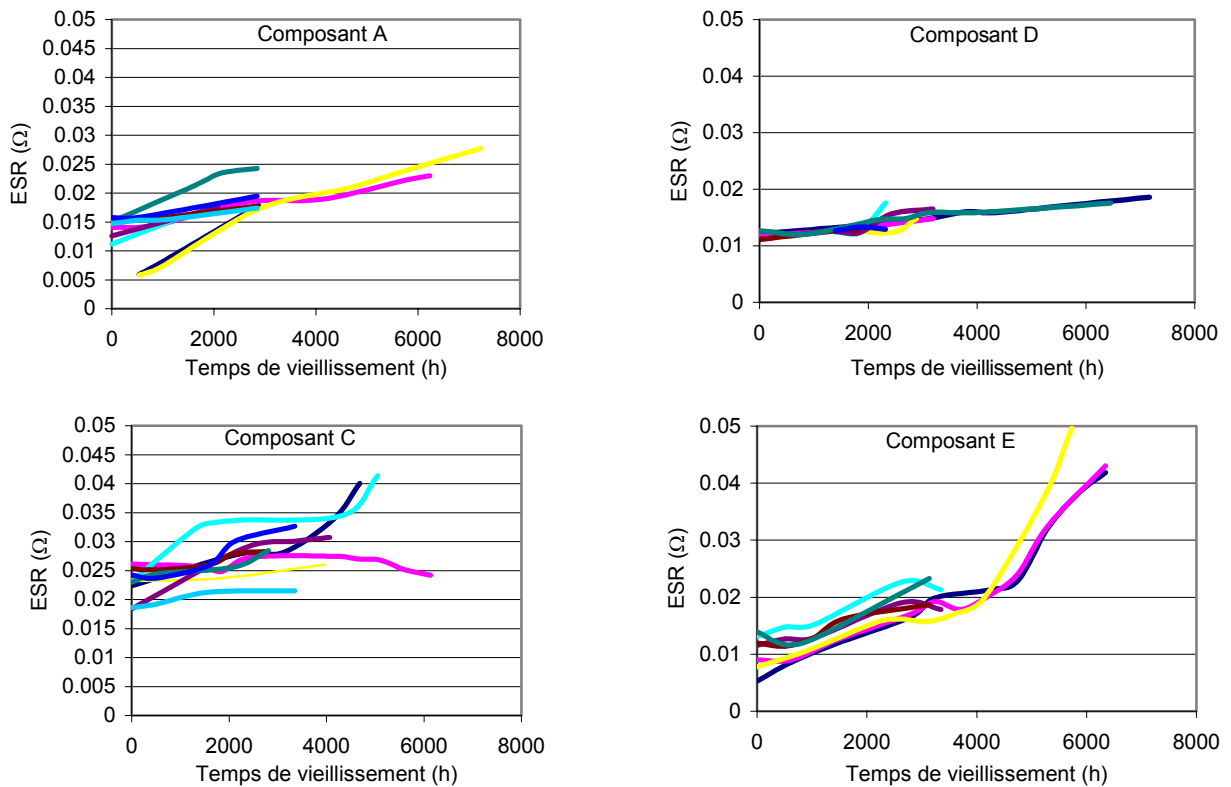 Composant A
0.05
0.045
0.04
0.035
0.03
0.025
0.02
0.015
0.01
0.005
0
ESR (Ω)
0 2000 4000 6000 8000
Temps de vieillissement (h)
Composant D
0.05
0.04
0.03
0.02
0.01
0
ESR (Ω)
0 2000 4000 6000 8000
Temps de vieillissement (h)
Composant C
0.05
0.045
0.04
0.035
0.03
0.025
0.02
0.015
0.01
0.005
0
ESR (Ω)
0 2000 4000 6000 8000
Temps de vieillissement (h)
Composant E
0.05
0.04
0.03
0.02
0.01
0
ESR (Ω)
0 2000 4000 6000 8000
Temps de vieillissement (h)